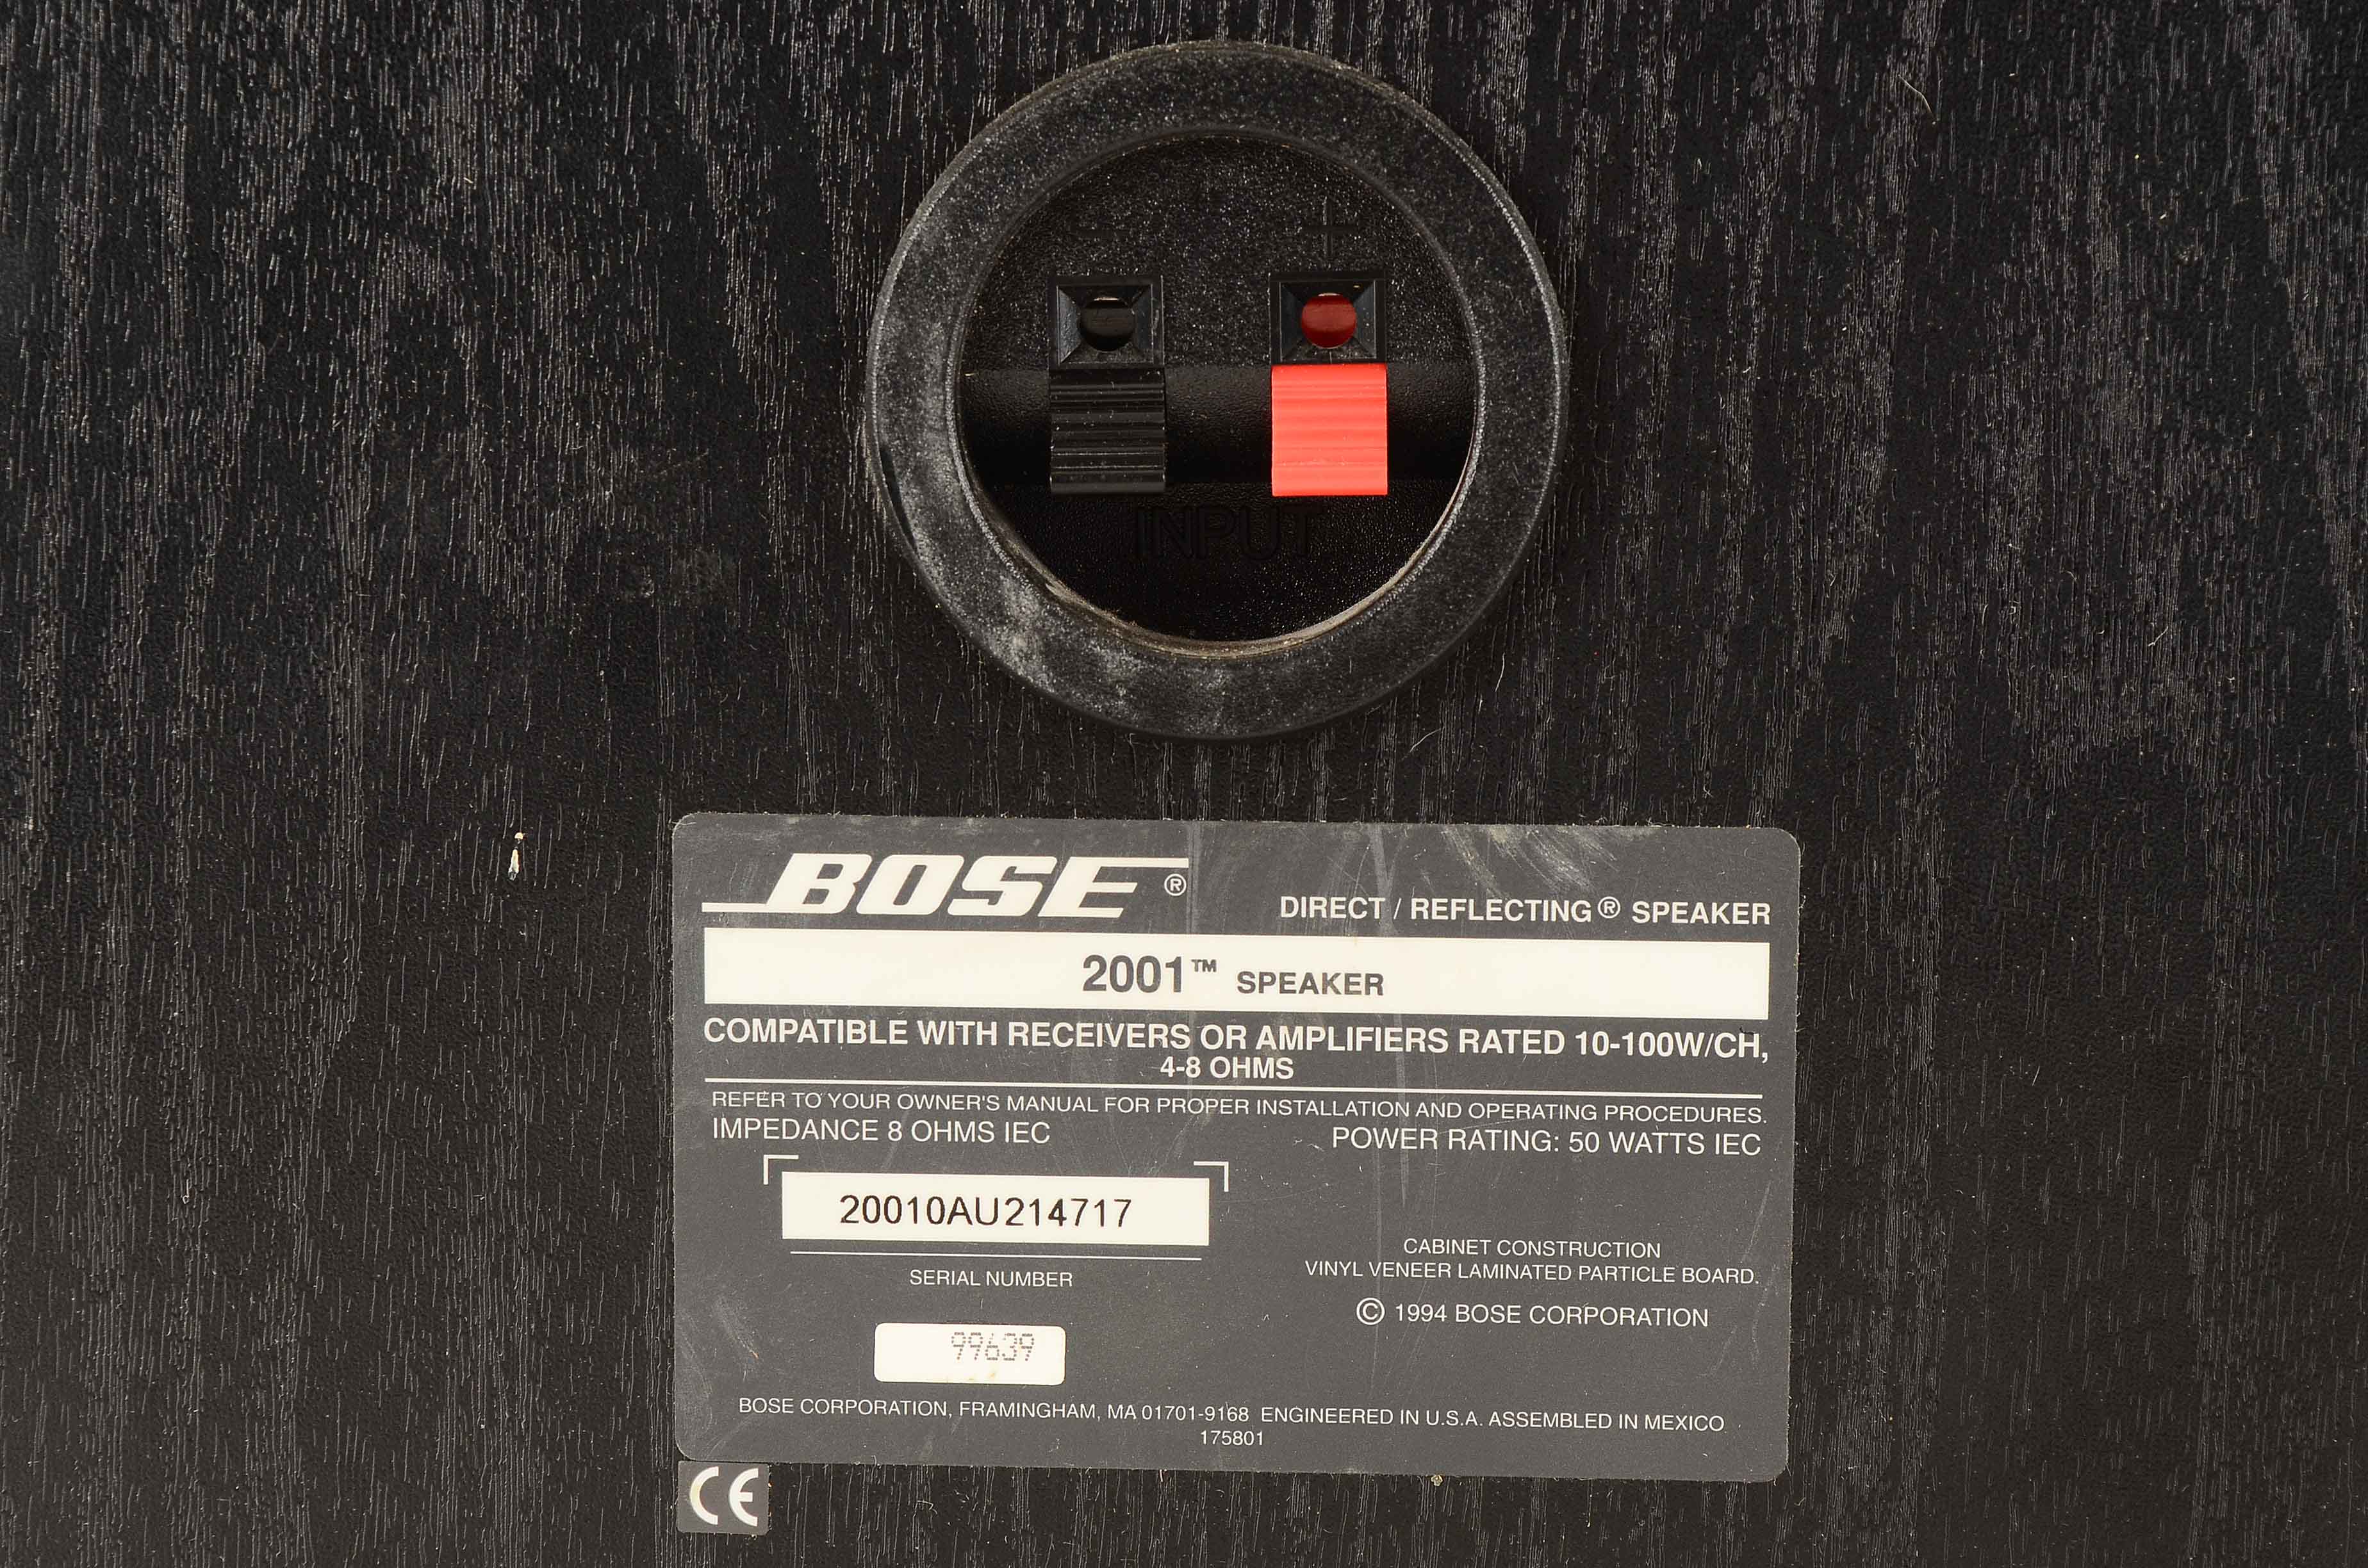 - +
INPUT
BOSE® DIRECT / REFLECTING® SPEAKER
2001™ SPEAKER
COMPATIBLE WITH RECEIVERS OR AMPLIFIERS RATED 10-100W/CH,
4-8 OHMS
REFER TO YOUR OWNER'S MANUAL FOR PROPER INSTALLATION AND OPERATING PROCEDURES.
IMPEDANCE 8 OHMS IEC POWER RATING: 50 WATTS IEC
20010AU214717
SERIAL NUMBER
CABINET CONSTRUCTION
VINYL VENEER LAMINATED PARTICLE BOARD.
© 1994 BOSE CORPORATION
99639
BOSE CORPORATION, FRAMINGHAM, MA 01701-9168 ENGINEERED IN U.S.A. ASSEMBLED IN MEXICO
175801
CE